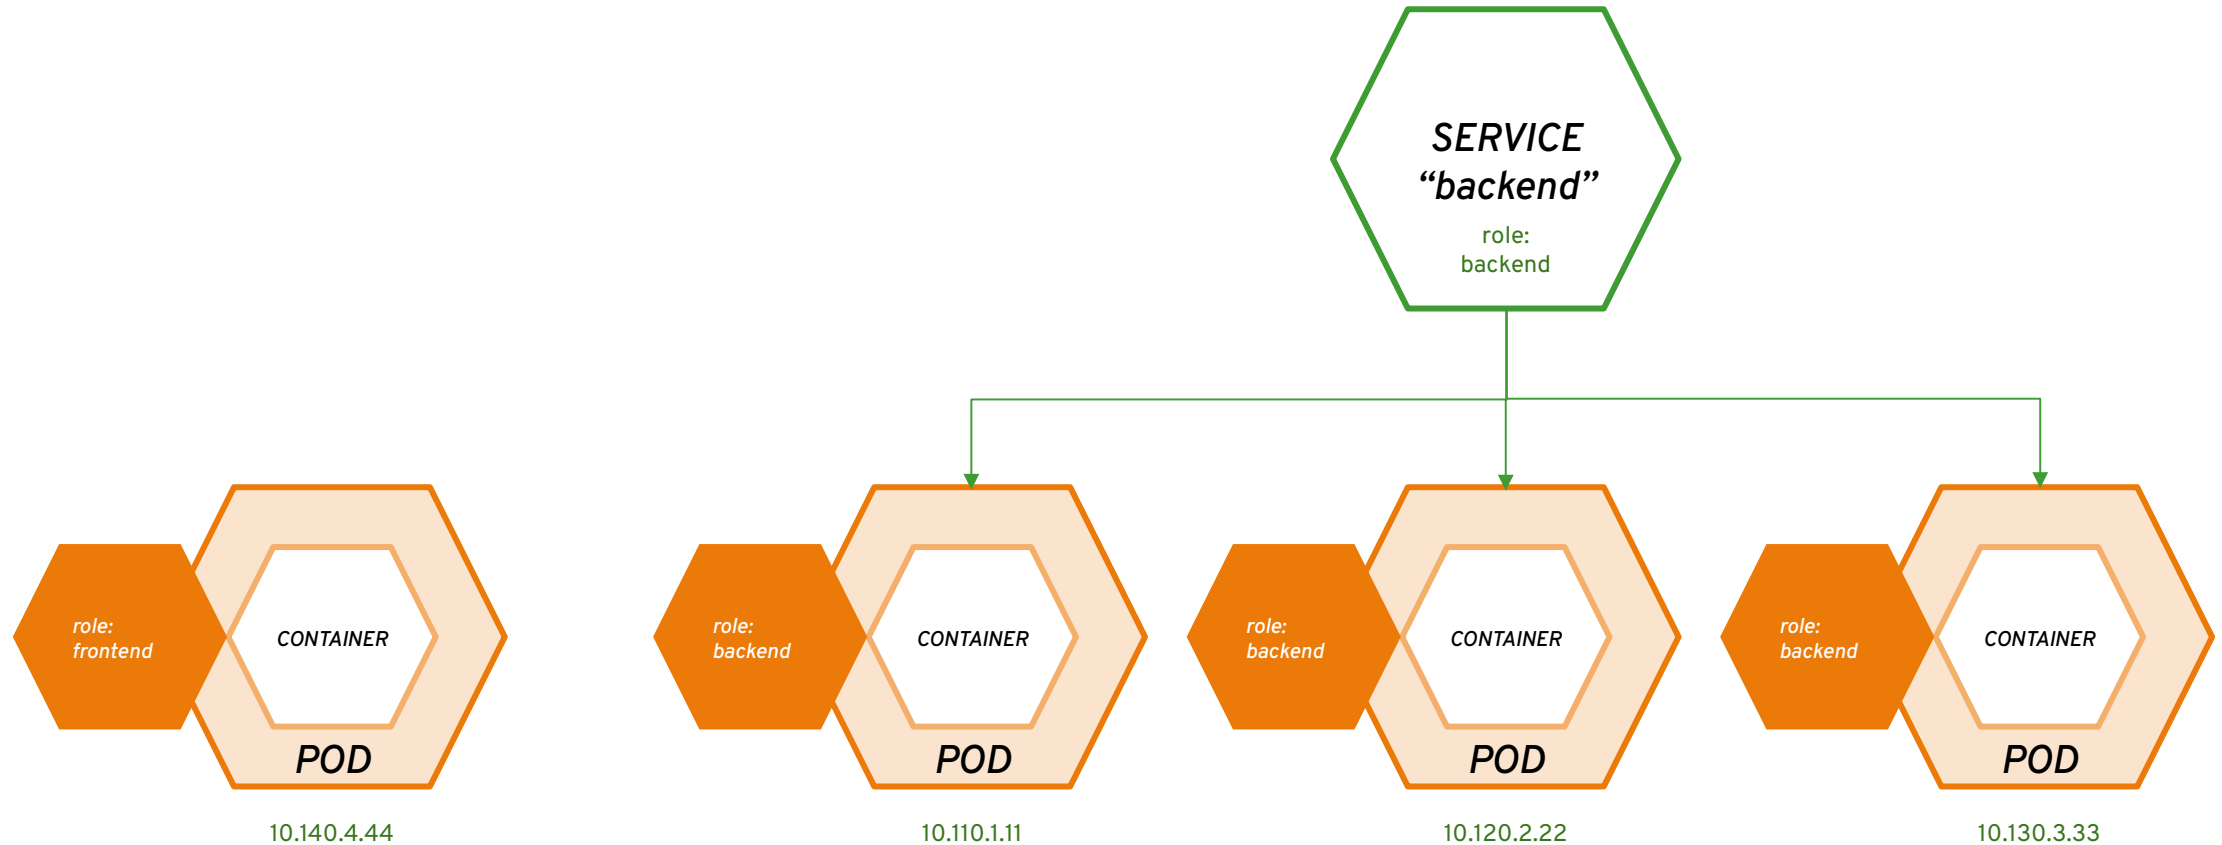 SERVICE
“backend”
role:
backend
role:
frontend
CONTAINER
POD
10.140.4.44
role:
backend
CONTAINER
POD
10.110.1.11
role:
backend
CONTAINER
POD
10.120.2.22
role:
backend
CONTAINER
POD
10.130.3.33